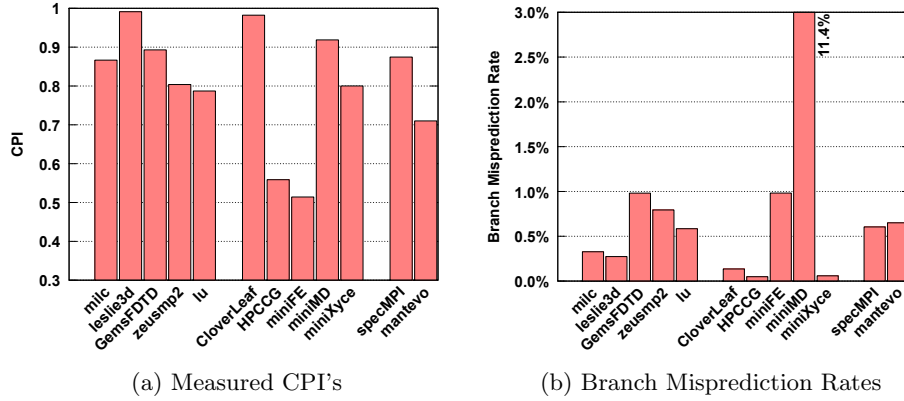 1
0.9
0.8
0.7
0.6
0.5
0.4
0.3
CPI
milc
leslie3d
GemsFDTD
zeusmp2
lu
CloverLeaf
HPCCG
miniFE
miniMD
miniXyce
specMPI
mantevo
(a) Measured CPI's
3.0%
2.5%
2.0%
1.5%
1.0%
0.5%
0.0%
Branch Misprediction Rate
11.4%
milc
leslie3d
GemsFDTD
zeusmp2
lu
CloverLeaf
HPCCG
miniFE
miniMD
miniXyce
specMPI
mantevo
(b) Branch Misprediction Rates